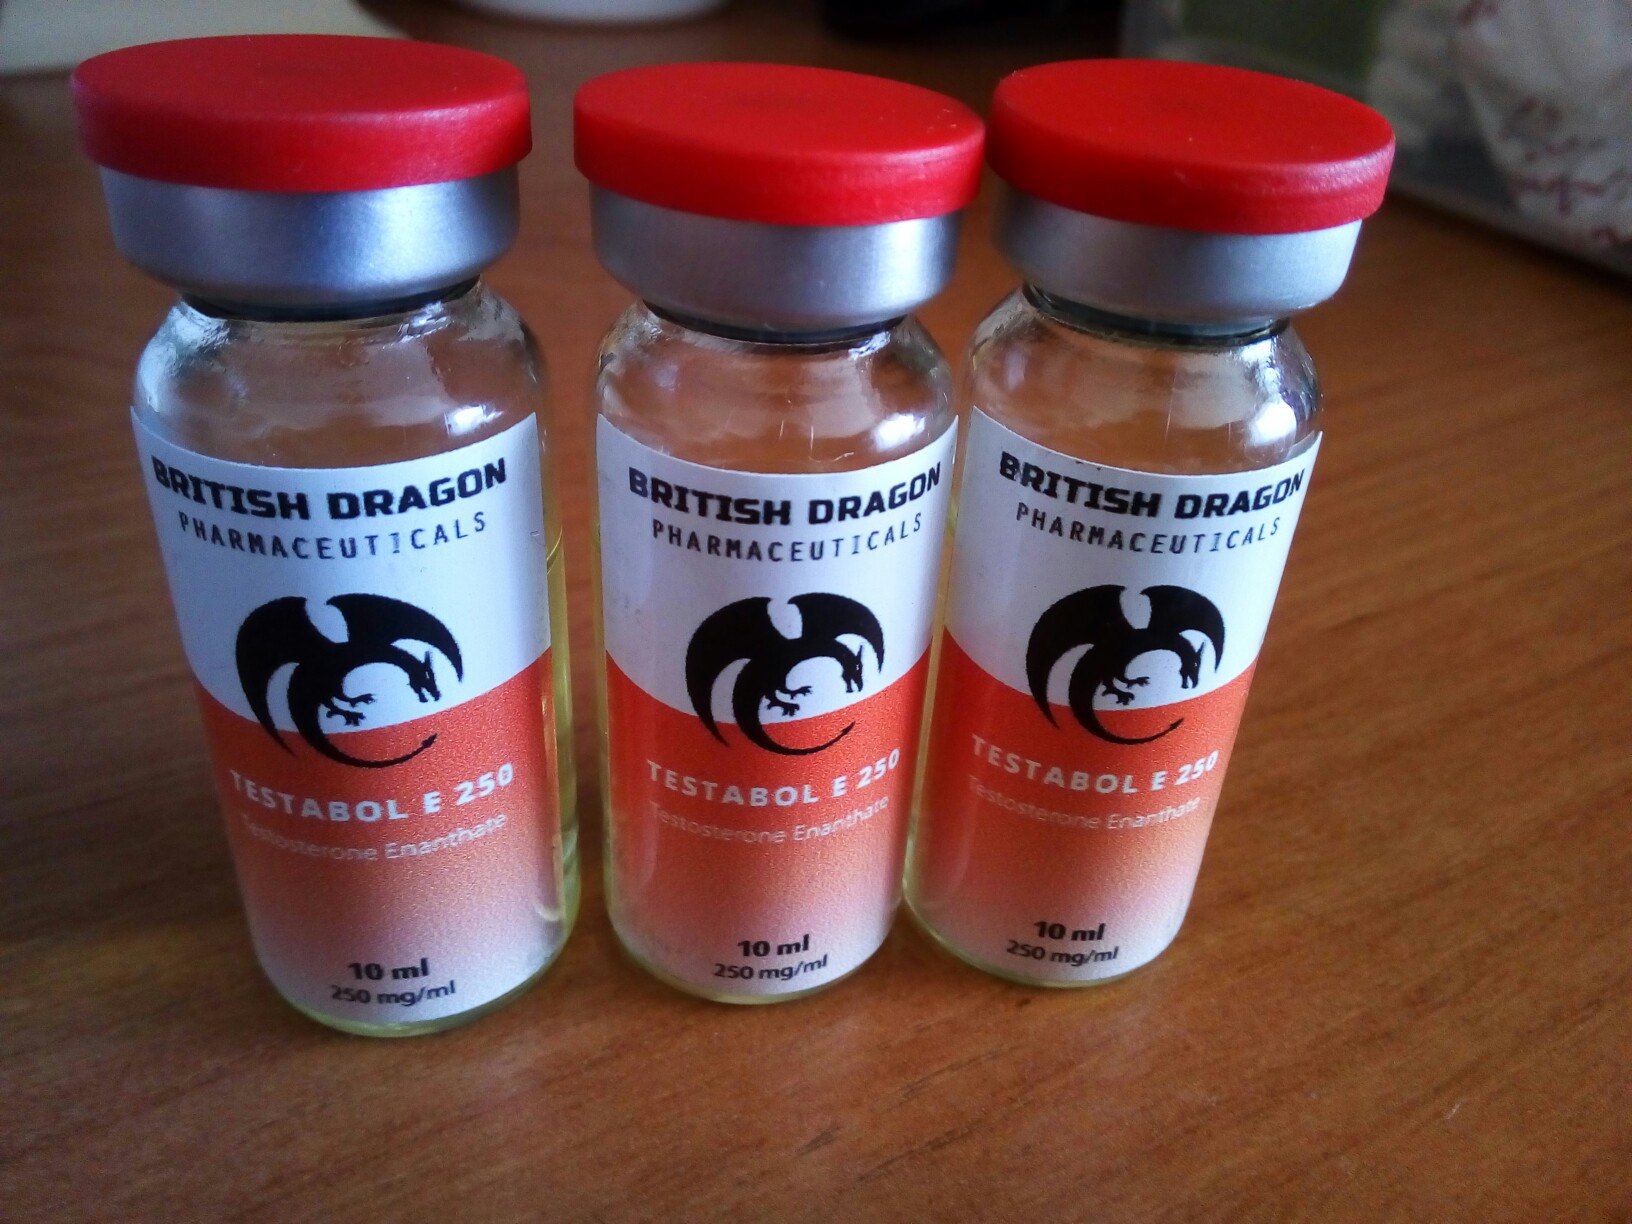 BRITISH DRAGON
PHARMACEUTICALS
TESTABOL E 250
Testosterone Enanthate
10 ml
250 mg/ml
BRITISH DRAGON
PHARMACEUTICALS
TESTABOL E 250
Testosterone Enanthate
10 ml
250 mg/ml
BRITISH DRAGON
PHARMACEUTICALS
TESTABOL E 250
Testosterone Enanthate
10 ml
250 mg/ml